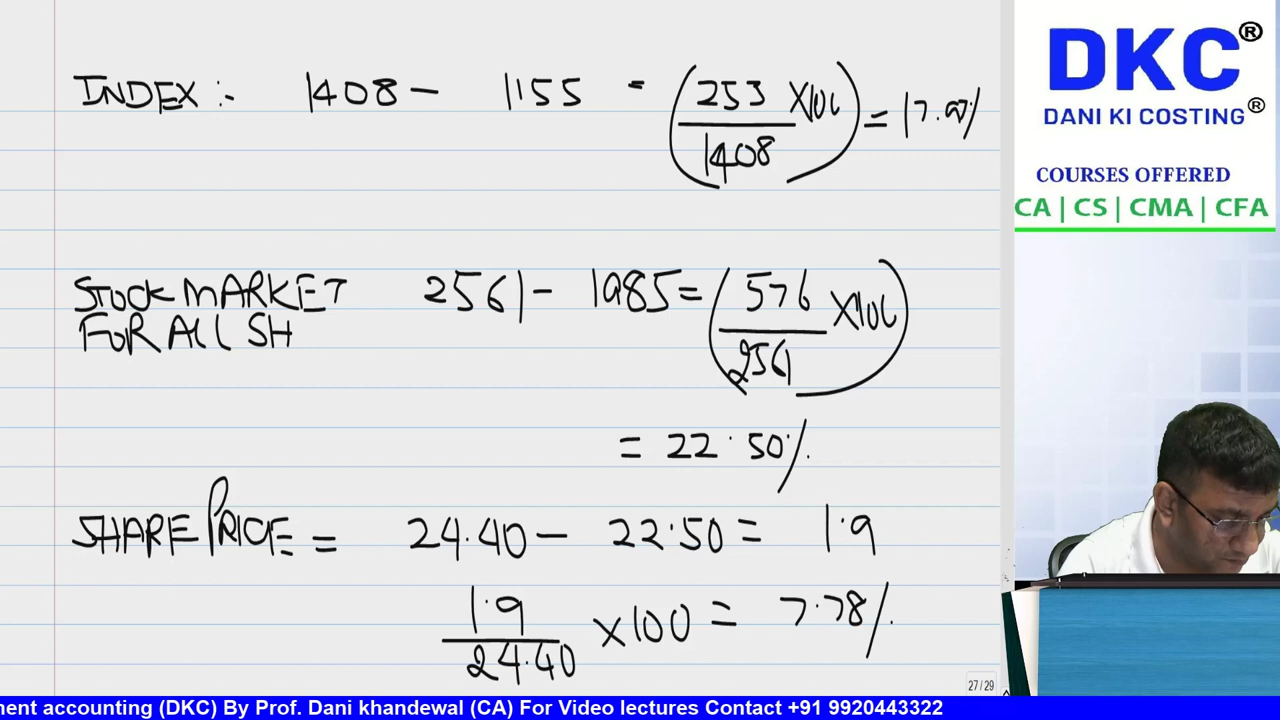 INDEX :- 1408 - 1155 = (253/1408 X100) = 17.97%
STOCK MARKET 2561 - 1985 = (576/2561 X100)
FOR ALL SH
= 22.50%
SHARE PRICE = 24.40 - 22.50 = 1.9
1.9/24.40 X100 = 7.78%
27/29
DKC®
DANI KI COSTING®
COURSES OFFERED
CA | CS | CMA | CFA
ment accounting (DKC) By Prof. Dani khandewal (CA) For Video lectures Contact +91 9920443322